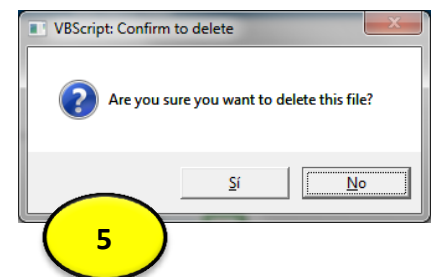 VBScript: Confirm to delete
Are you sure you want to delete this file?
Sí No
5